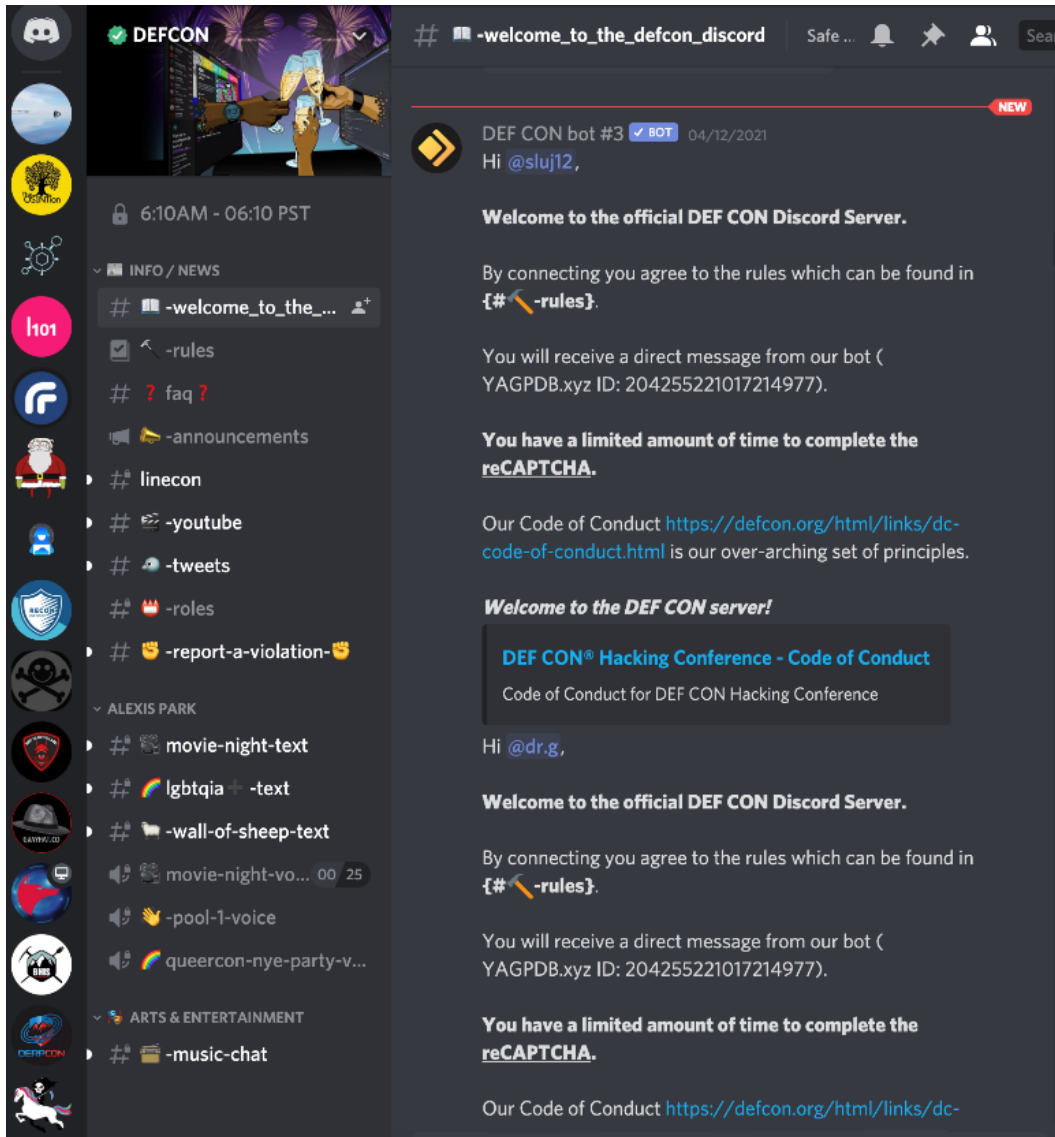 DEFCON
6:10AM - 06:10 PST
INFO / NEWS
-welcome_to_the_...
-rules
❓ faq ❓
-announcements
linecon
-youtube
-tweets
-roles
-report-a-violation-
ALEXIS PARK
movie-night-text
lgbtqia➕-text
-wall-of-sheep-text
movie-night-vo... 00 25
-pool-1-voice
queercon-nye-party-v...
ARTS & ENTERTAINMENT
-music-chat
h101
RECON
GRAYHAT.CO
BHIS
DERPCON
# -welcome_to_the_defcon_discord Safe ... Sea
NEW
DEF CON bot #3 ✓ BOT 04/12/2021
Hi @sluj12,
Welcome to the official DEF CON Discord Server.
By connecting you agree to the rules which can be found in
{#🔨-rules}.
You will receive a direct message from our bot (
YAGPDB.xyz ID: 204255221017214977).
You have a limited amount of time to complete the
reCAPTCHA.
Our Code of Conduct https://defcon.org/html/links/dc-
code-of-conduct.html is our over-arching set of principles.
Welcome to the DEF CON server!
DEF CON® Hacking Conference - Code of Conduct
Code of Conduct for DEF CON Hacking Conference
Hi @dr.g,
Welcome to the official DEF CON Discord Server.
By connecting you agree to the rules which can be found in
{#🔨-rules}.
You will receive a direct message from our bot (
YAGPDB.xyz ID: 204255221017214977).
You have a limited amount of time to complete the
reCAPTCHA.
Our Code of Conduct https://defcon.org/html/links/dc-